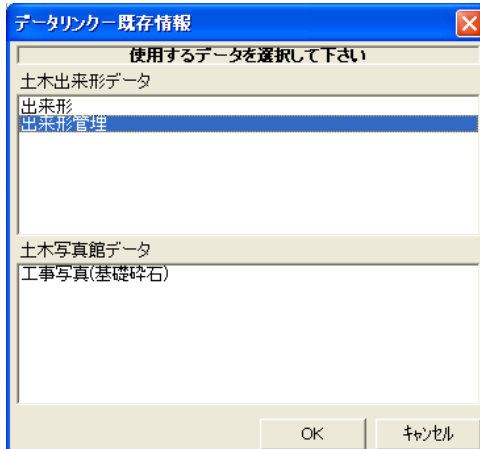 データリンクー既存情報
使用するデータを選択して下さい
土木出来形データ
出来形
出来形管理
土木写真館データ
工事写真(基礎砕石)
OK
ｷｬﾝｾﾙ